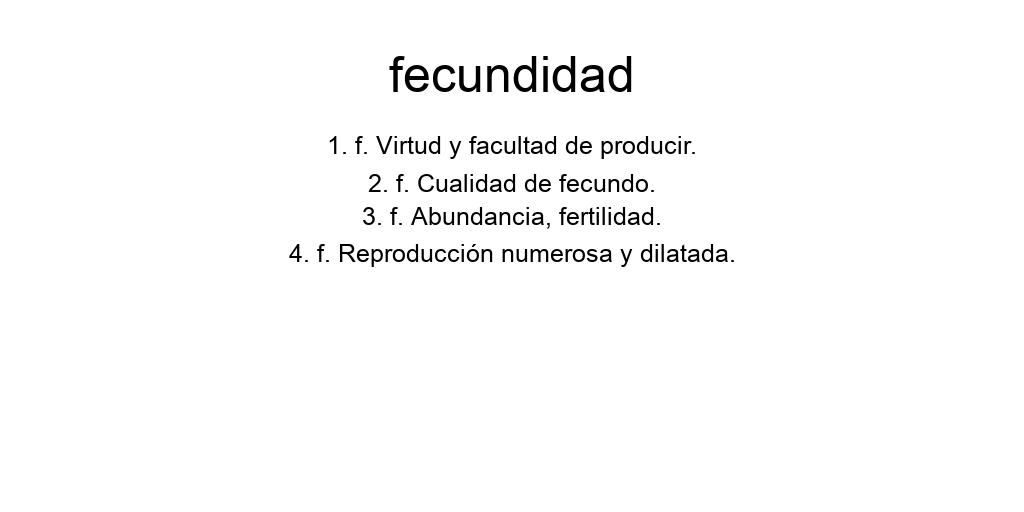 fecundidad
1. f. Virtud y facultad de producir.
2. f. Cualidad de fecundo.
3. f. Abundancia, fertilidad.
4. f. Reproducción numerosa y dilatada.